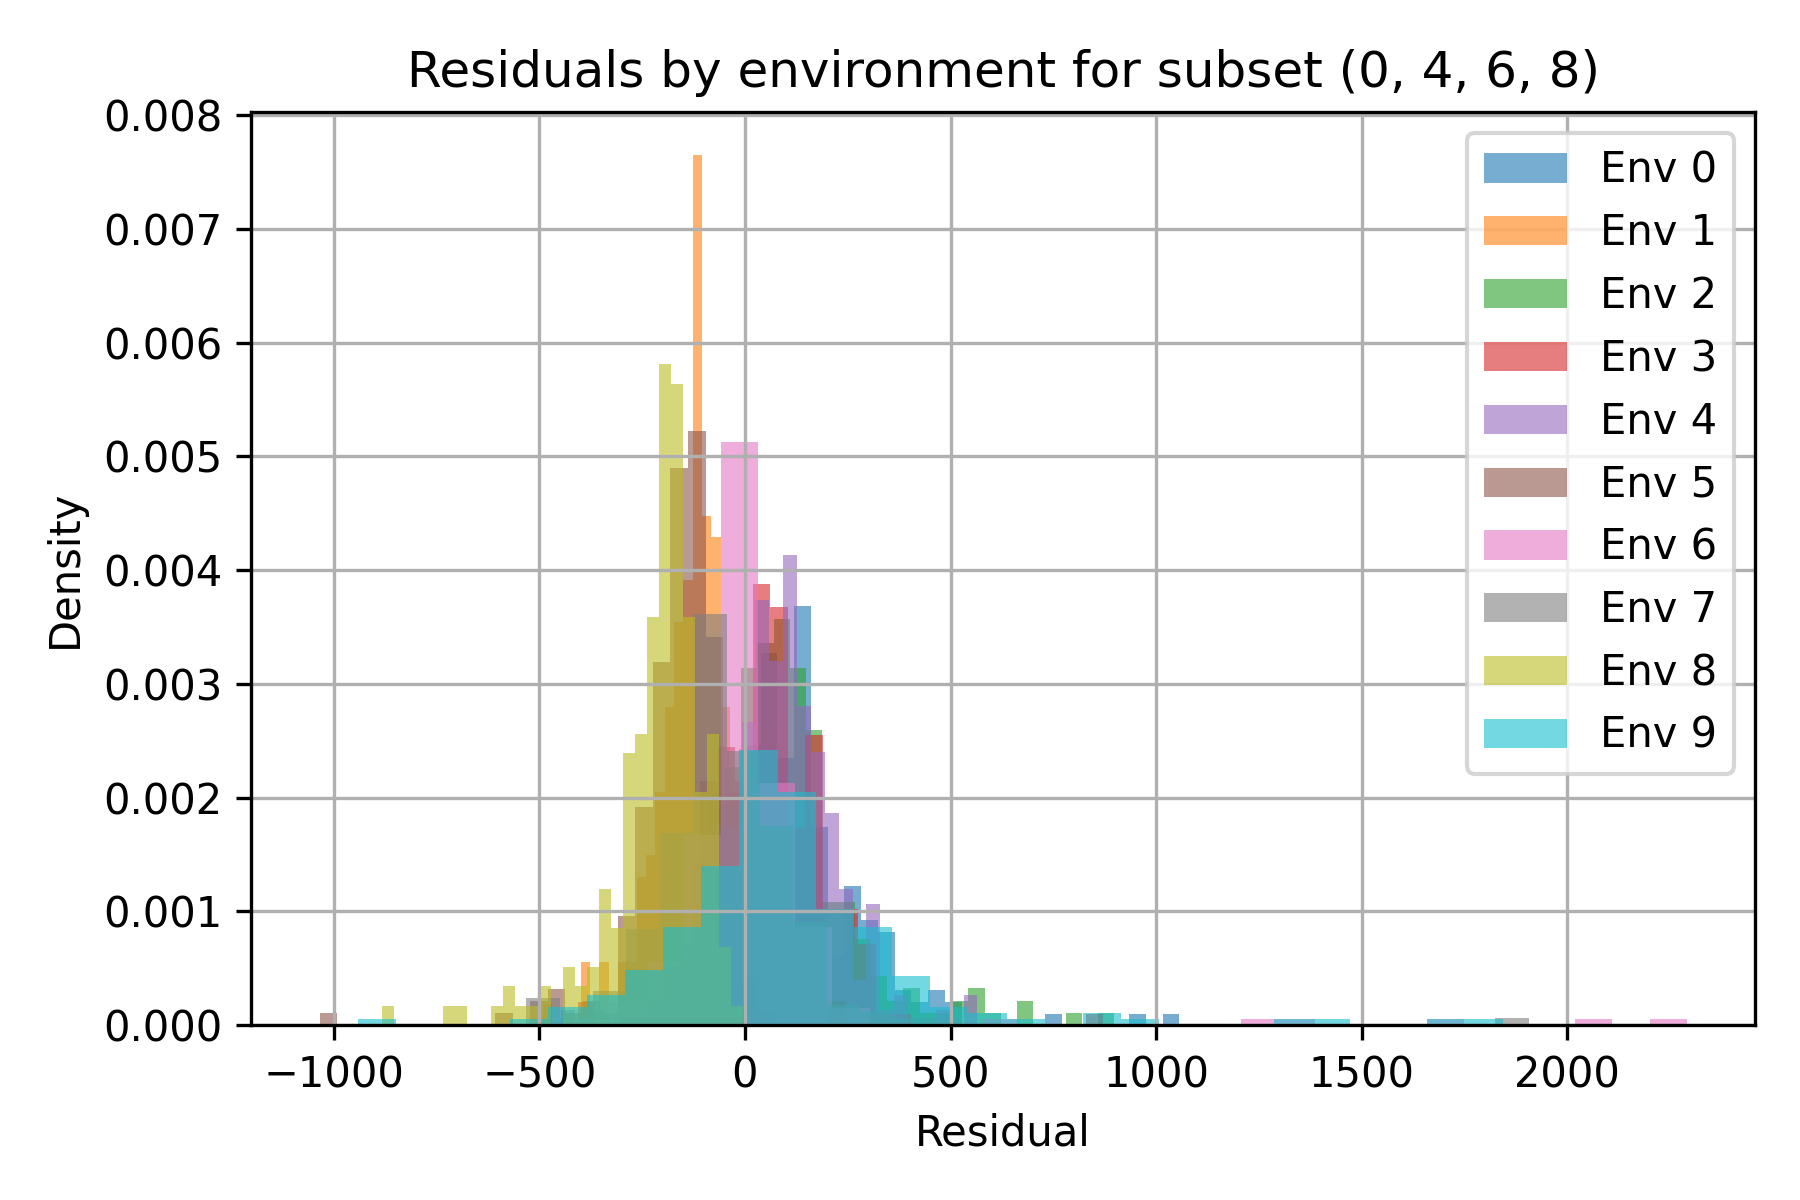 Residuals by environment for subset (0, 4, 6, 8)
0.008
0.007
0.006
0.005
0.004
0.003
0.002
0.001
0.000
Density
−1000
−500
0
500
1000
1500
2000
Residual
Env 0
Env 1
Env 2
Env 3
Env 4
Env 5
Env 6
Env 7
Env 8
Env 9